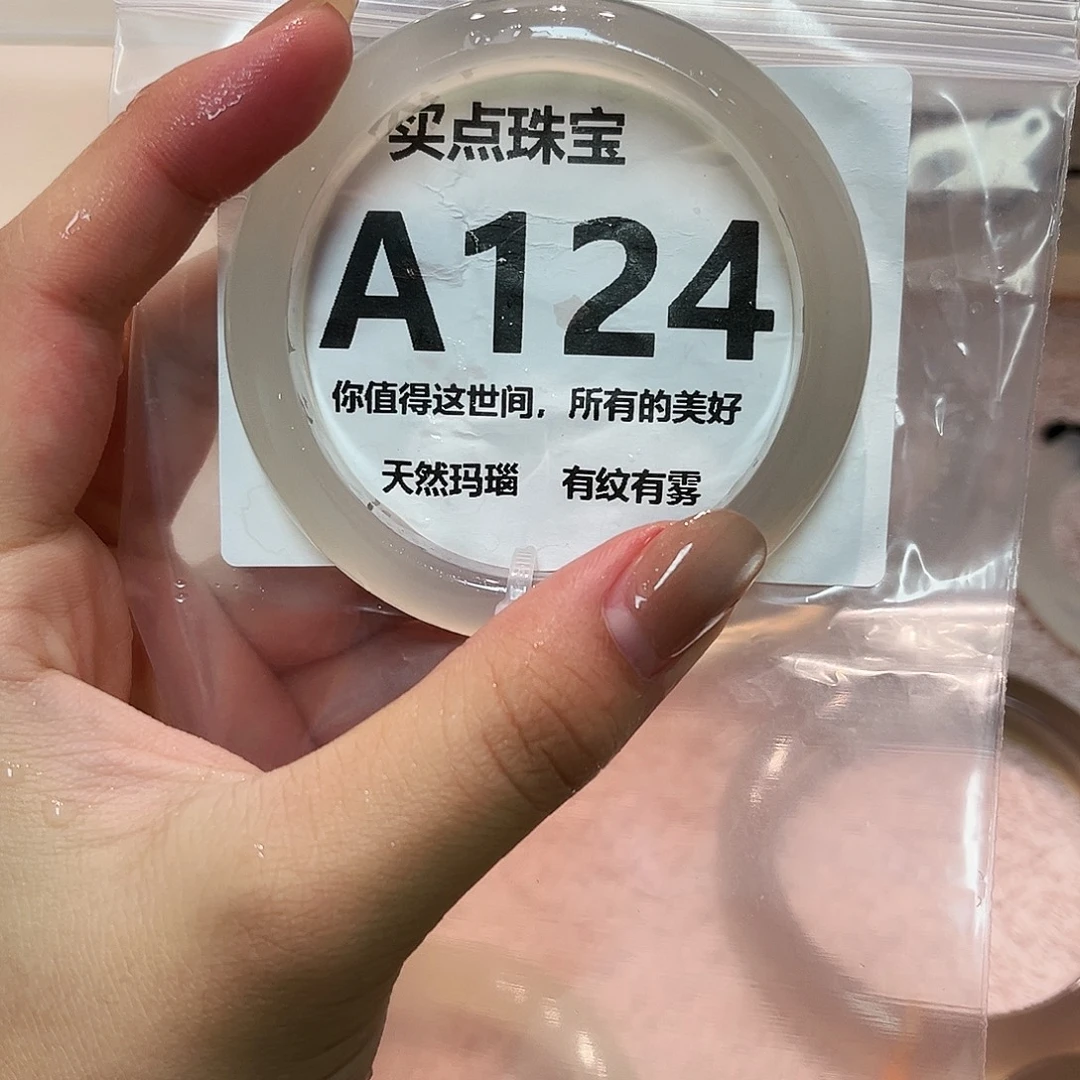 买点珠宝
A124
你值得这世间，所有的美好
天然玛瑙 有纹有雾